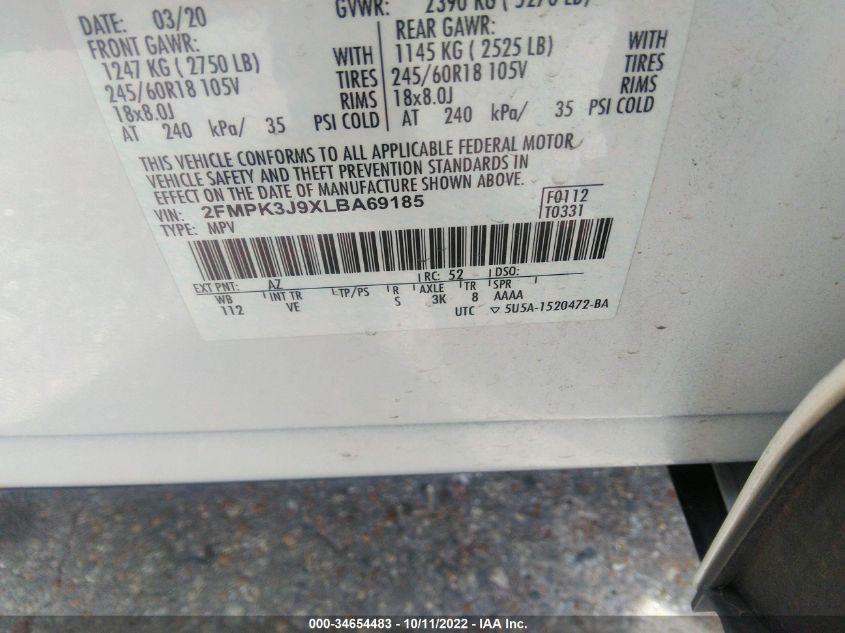 DATE: 03/20 GVWR: 2390 KG ( 5270 LB)
FRONT GAWR: REAR GAWR:
1247 KG ( 2750 LB) WITH 1145 KG ( 2525 LB) WITH
245/60R18 105V TIRES 245/60R18 105V TIRES
18x8.0J RIMS 18x8.0J RIMS
AT 240 kPa/ 35 PSI COLD AT 240 kPa/ 35 PSI COLD
THIS VEHICLE CONFORMS TO ALL APPLICABLE FEDERAL MOTOR
VEHICLE SAFETY AND THEFT PREVENTION STANDARDS IN
EFFECT ON THE DATE OF MANUFACTURE SHOWN ABOVE.
VIN: 2FMPK3J9XLBA69185 F0112
TYPE: MPV T0331
EXT PNT: AZ RC: 52 DSO:
WB INT TR TP/PS R AXLE TR SPR
112 VE S 3K 8 AAAA
UTC ▽ 5U5A-1520472-BA
000-34654483 - 10/11/2022 - IAA Inc.